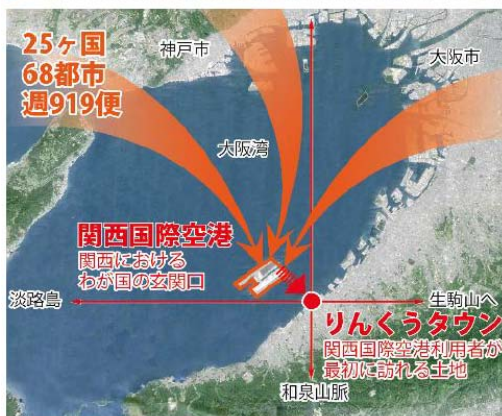 25ヶ国
68都市
週919便
神戸市
大阪市
大阪湾
関西国際空港
関西における
わが国の玄関口
淡路島
生駒山へ
りんくうタウン
関西国際空港利用者が
最初に訪れる土地
和泉山脈